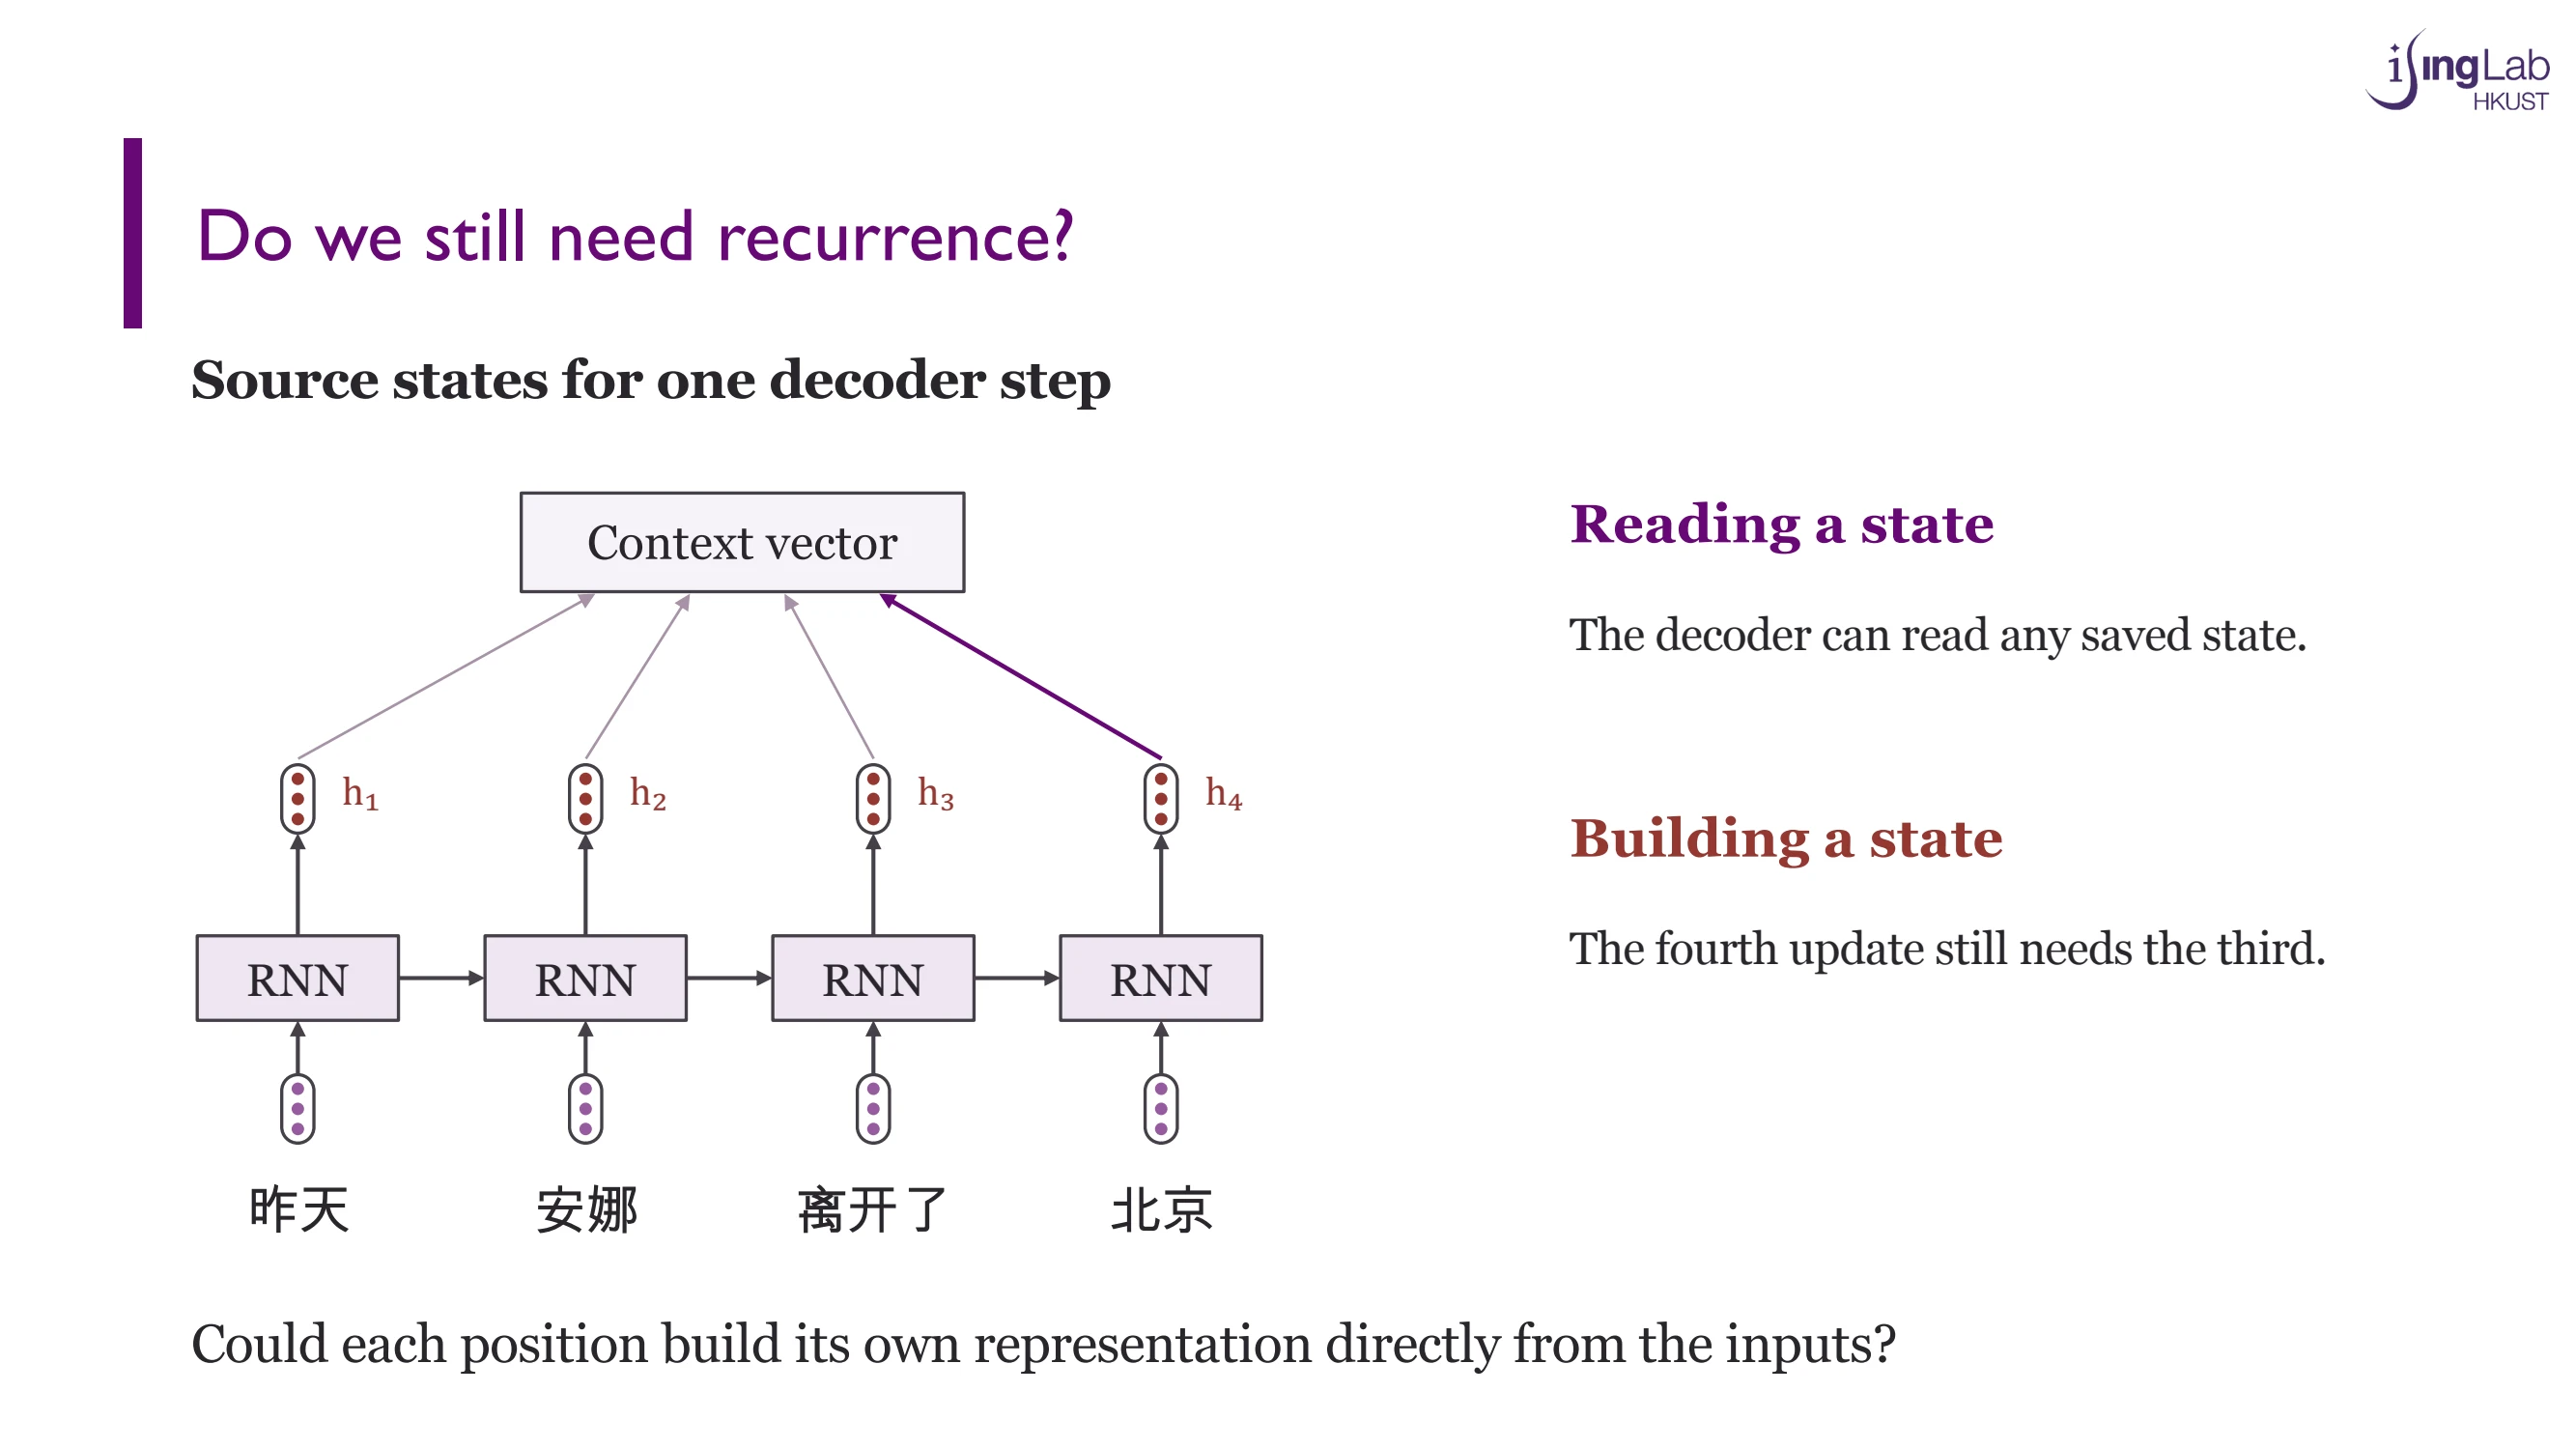 iSingLab
HKUST
Do we still need recurrence?
Source states for one decoder step
Context vector
Reading a state
The decoder can read any saved state.
h₁ h₂ h₃ h₄
Building a state
The fourth update still needs the third.
RNN RNN RNN RNN
昨天 安娜 离开了 北京
Could each position build its own representation directly from the inputs?